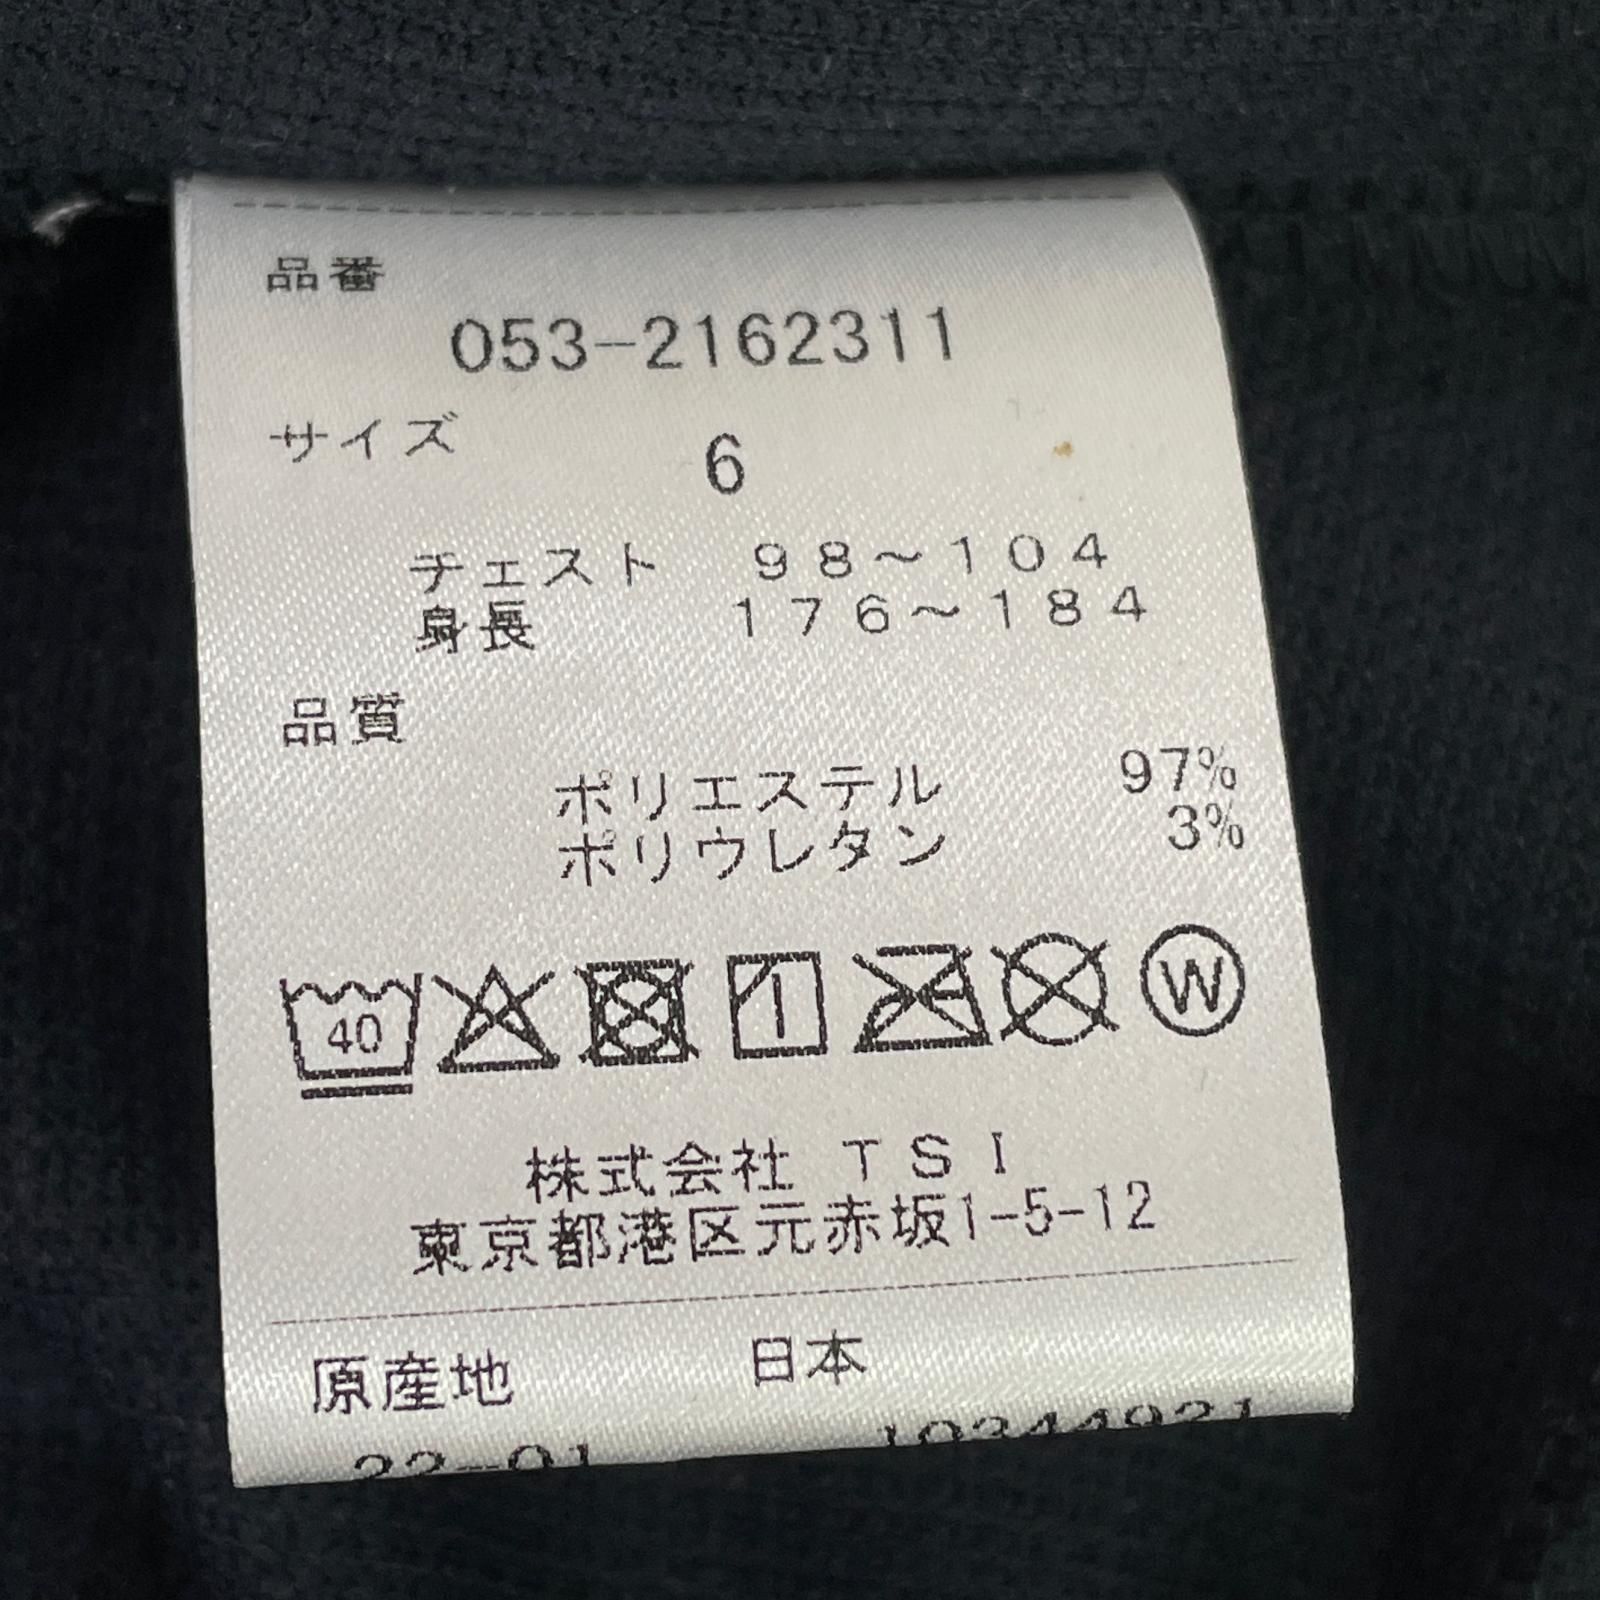 品番
053-2162311
サイズ 6
チェスト 98～104
身長 176～184
品質
ポリエステル 97%
ポリウレタン 3%
40 W
株式会社 TSI
東京都港区元赤坂1-5-12
原産地 日本